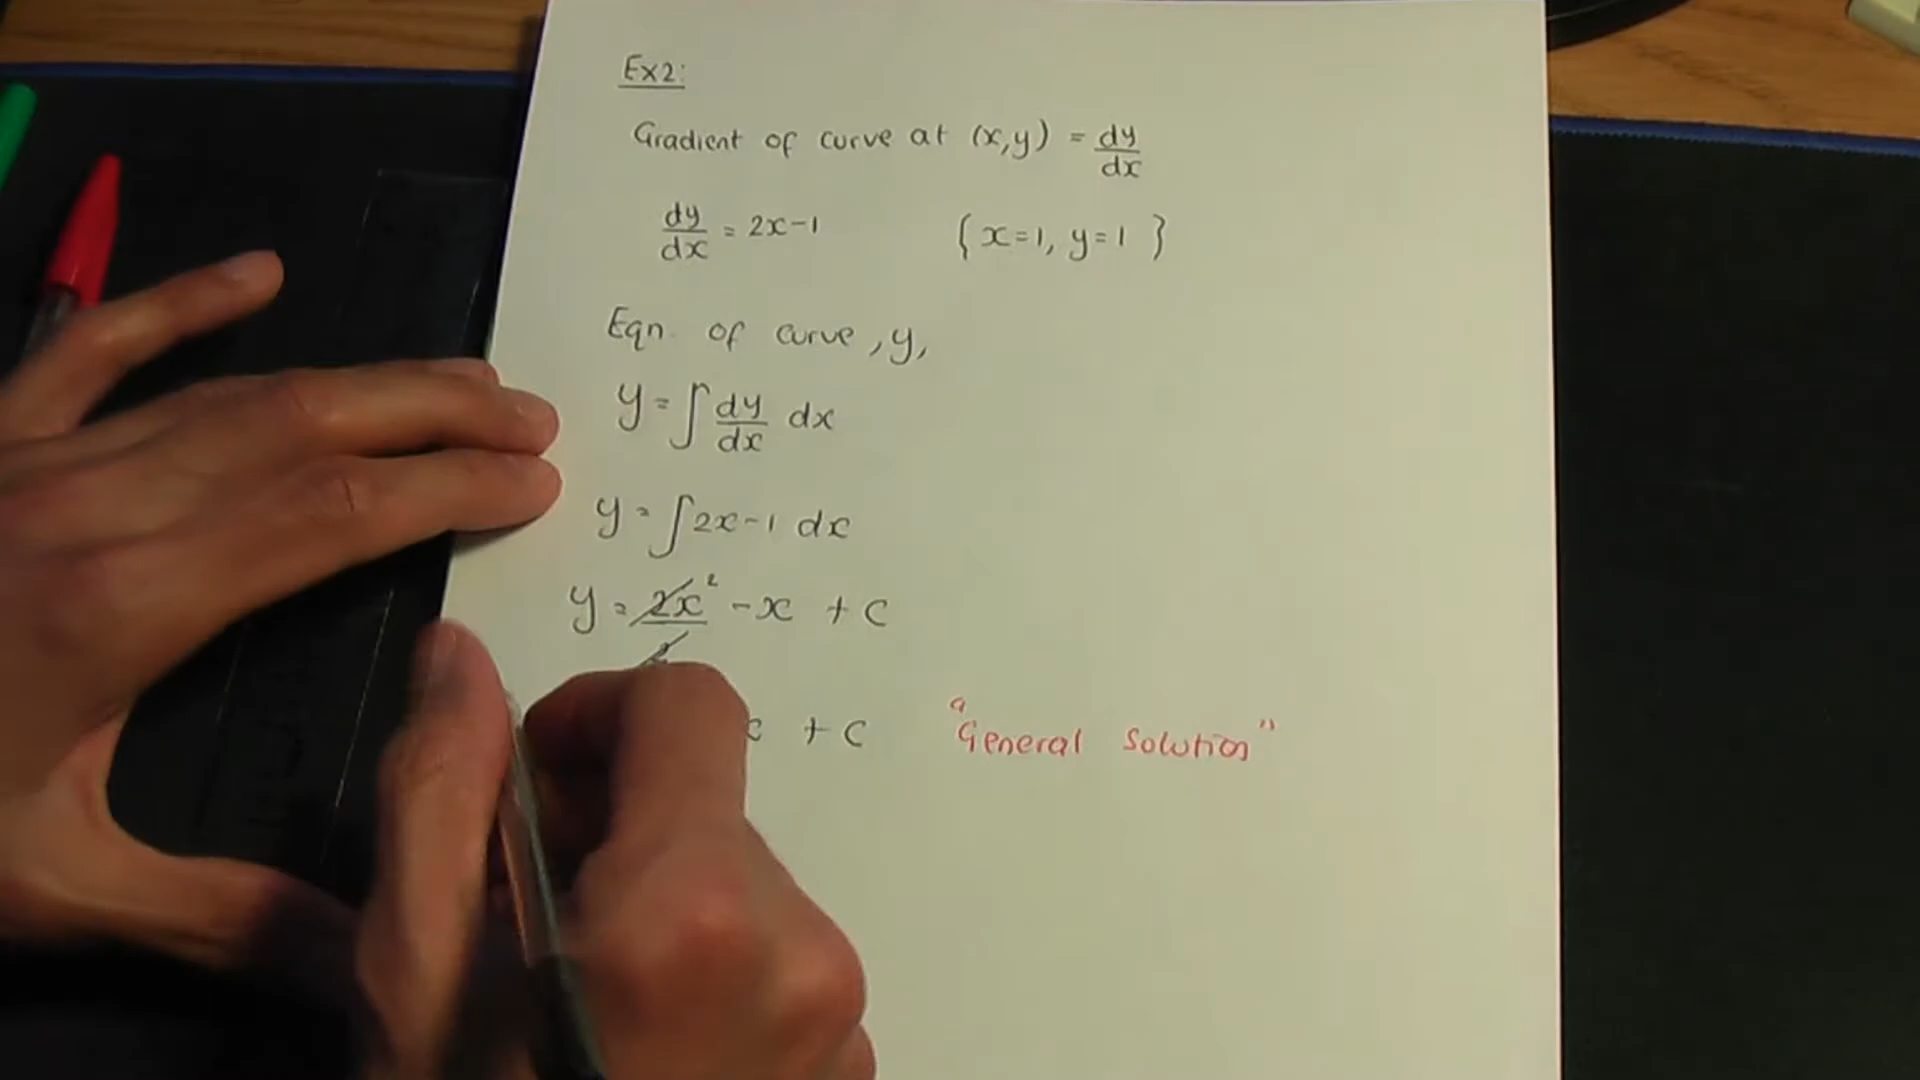 Ex2:
Gradient of curve at (x,y) = dy/dx
dy/dx = 2x-1 {x=1, y=1}
Eqn. of curve, y,
y = ∫ dy/dx dx
y = ∫2x-1 dx
y = 2x²/2 - x + c
+ c "General Solution"